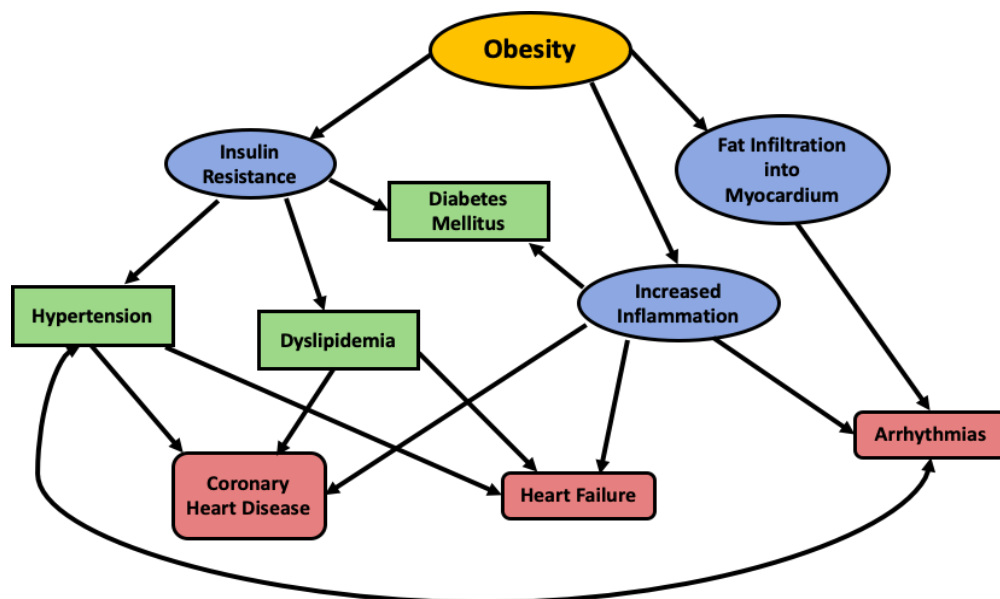 Obesity
Insulin
Resistance
Fat Infiltration
into
Myocardium
Diabetes
Mellitus
Increased
Inflammation
Hypertension
Dyslipidemia
Arrhythmias
Coronary
Heart Disease
Heart Failure